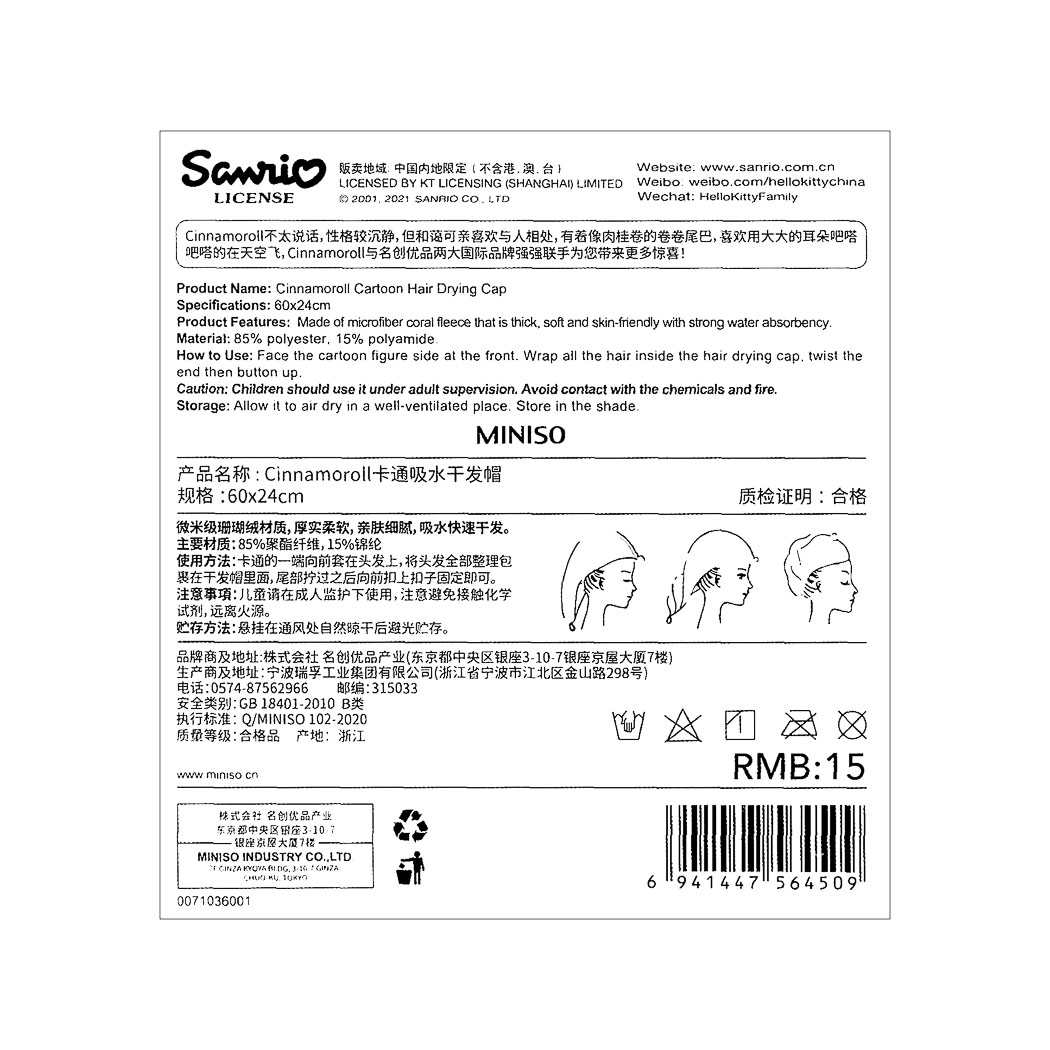 Sanrio
LICENSE
贩卖地域: 中国内地限定 ( 不含港.澳.台 )
LICENSED BY KT LICENSING (SHANGHAI) LIMITED
© 2001, 2021 SANRIO CO., LTD
Website: www.sanrio.com.cn
Weibo: weibo.com/hellokittychina
Wechat: HelloKittyFamily
Cinnamoroll不太说话，性格较沉静，但和蔼可亲喜欢与人相处，有着像肉桂卷的卷卷尾巴，喜欢用大大的耳朵吧嗒
吧嗒的在天空飞，Cinnamoroll与名创优品两大国际品牌强强联手为您带来更多惊喜！
Product Name: Cinnamoroll Cartoon Hair Drying Cap
Specifications: 60x24cm
Product Features: Made of microfiber coral fleece that is thick, soft and skin-friendly with strong water absorbency.
Material: 85% polyester, 15% polyamide.
How to Use: Face the cartoon figure side at the front. Wrap all the hair inside the hair drying cap, twist the
end then button up.
Caution: Children should use it under adult supervision. Avoid contact with the chemicals and fire.
Storage: Allow it to air dry in a well-ventilated place. Store in the shade.
MINISO
产品名称 : Cinnamoroll卡通吸水干发帽
规格 :60x24cm
质检证明 : 合格
微米级珊瑚绒材质，厚实柔软，亲肤细腻，吸水快速干发。
主要材质：85%聚酯纤维，15%锦纶
使用方法：卡通的一端向前套在头发上，将头发全部整理包
裹在干发帽里面，尾部拧过之后向前扣上扣子固定即可。
注意事項：儿童请在成人监护下使用，注意避免接触化学
试剂，远离火源。
贮存方法：悬挂在通风处自然晾干后避光贮存。
品牌商及地址:株式会社 名创优品产业(东京都中央区银座3-10-7银座京屋大厦7楼)
生产商及地址:宁波瑞孚工业集团有限公司(浙江省宁波市江北区金山路298号)
电话:0574-87562966 邮编:315033
安全类别:GB 18401-2010 B类
执行标准: Q/MINISO 102-2020
质量等级:合格品 产地: 浙江
RMB:15
www.miniso.cn
株式会社 名创优品产业
东京都中央区银座3-10-7
银座京屋大厦7楼
MINISO INDUSTRY CO.,LTD.
7F GINZA KYOYA BLDG, 3-10-7 GINZA
CHUO-KU, TOKYO
6 941447 564509
0071036001